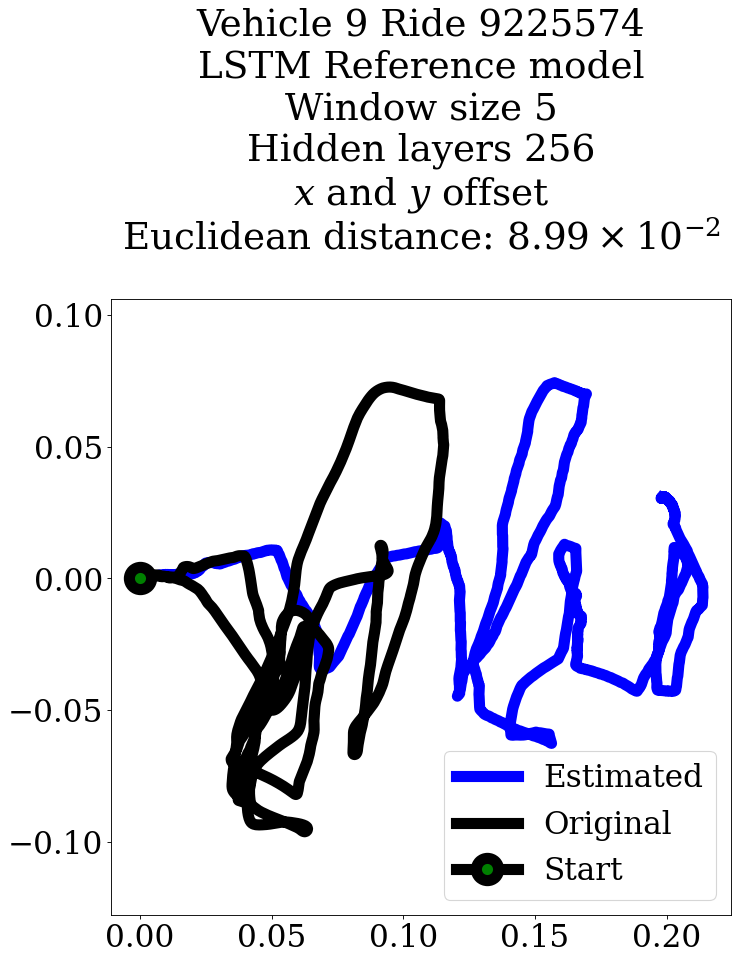 Vehicle 9 Ride 9225574
LSTM Reference model
Window size 5
Hidden layers 256
x and y offset
Euclidean distance: 8.99 × 10⁻²
0.10
0.05
0.00
−0.05
−0.10
Estimated
Original
Start
0.00 0.05 0.10 0.15 0.20